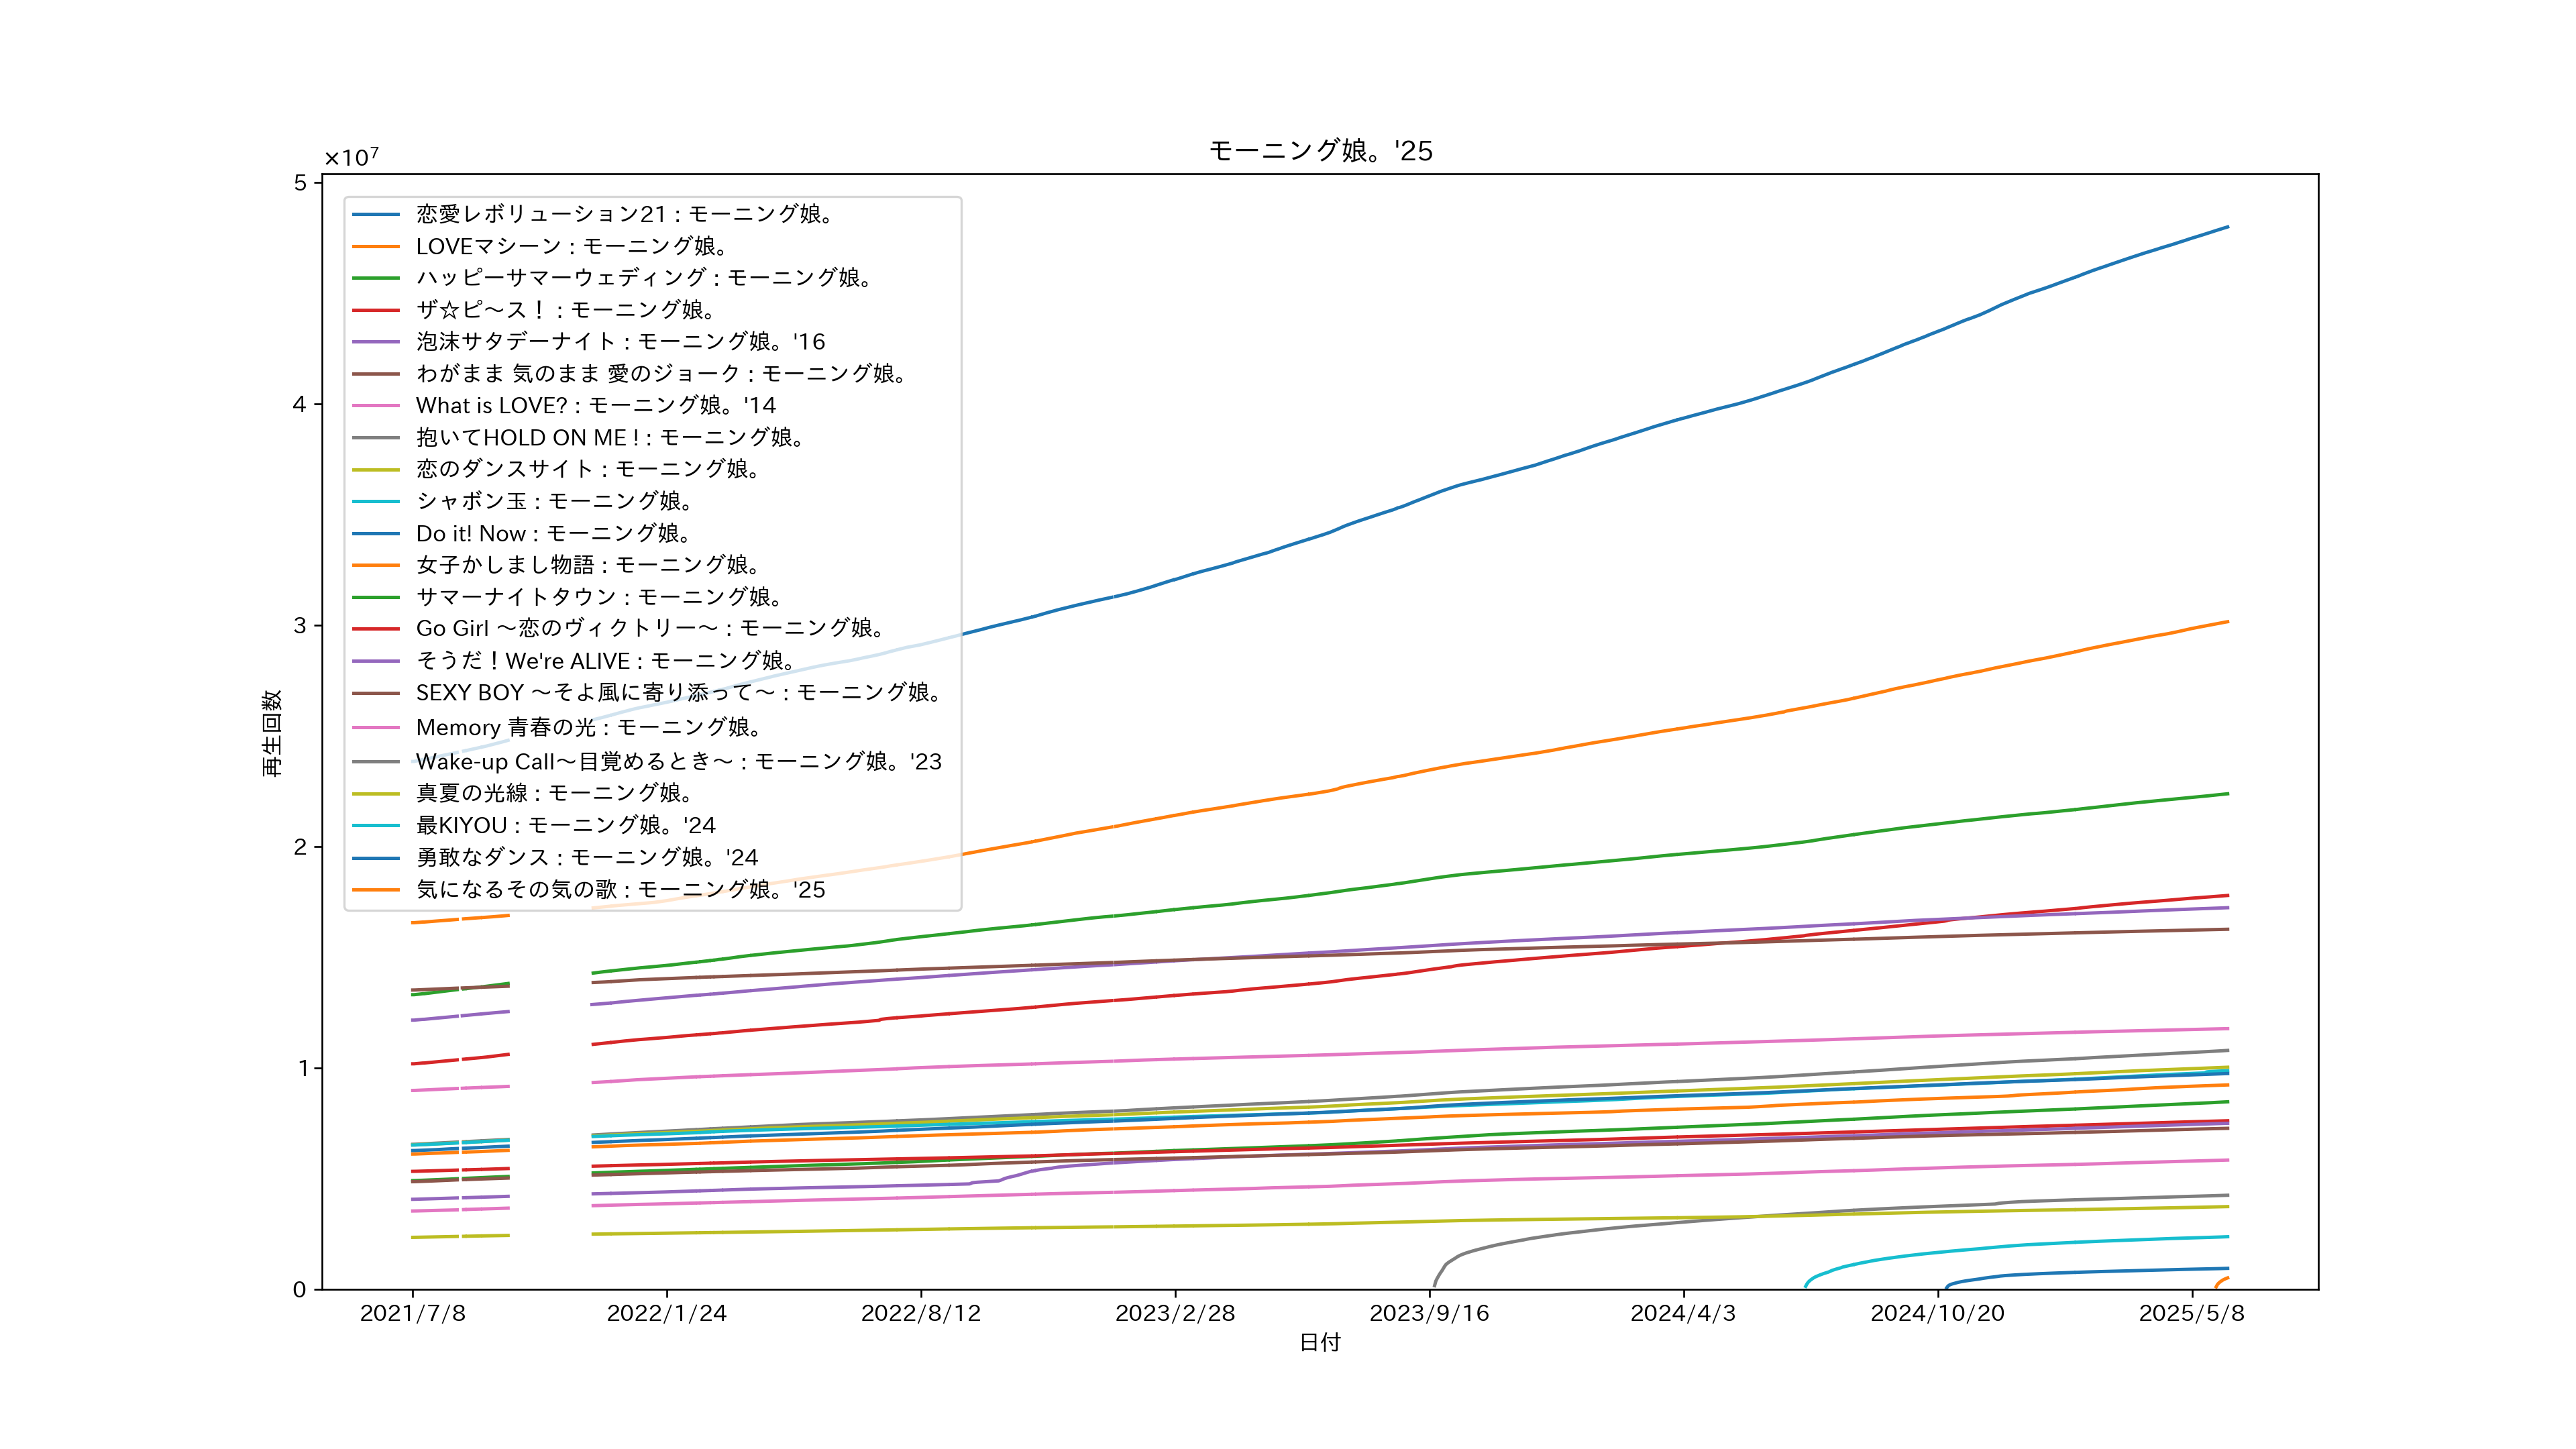 モーニング娘。'25
×10⁷
5
4
3
2
1
0
再生回数
恋愛レボリューション21 : モーニング娘。
LOVEマシーン : モーニング娘。
ハッピーサマーウェディング : モーニング娘。
ザ☆ピ～ス！ : モーニング娘。
泡沫サタデーナイト : モーニング娘。'16
わがまま 気のまま 愛のジョーク : モーニング娘。
What is LOVE? : モーニング娘。'14
抱いてHOLD ON ME ! : モーニング娘。
恋のダンスサイト : モーニング娘。
シャボン玉 : モーニング娘。
Do it! Now : モーニング娘。
女子かしまし物語 : モーニング娘。
サマーナイトタウン : モーニング娘。
Go Girl ～恋のヴィクトリー～ : モーニング娘。
そうだ！We're ALIVE : モーニング娘。
SEXY BOY ～そよ風に寄り添って～ : モーニング娘。
Memory 青春の光 : モーニング娘。
Wake-up Call～目覚めるとき～ : モーニング娘。'23
真夏の光線 : モーニング娘。
最KIYOU : モーニング娘。'24
勇敢なダンス : モーニング娘。'24
気になるその気の歌 : モーニング娘。'25
2021/7/8 2022/1/24 2022/8/12 2023/2/28 2023/9/16 2024/4/3 2024/10/20 2025/5/8
日付